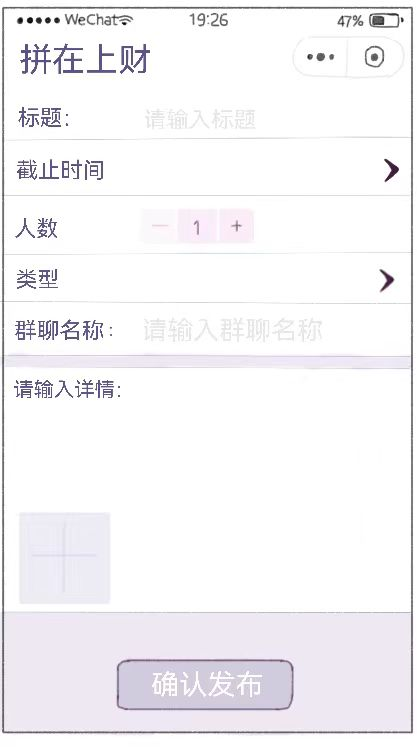 ●●●●● WeChat 19:26 47%
拼在上财
标题： 请输入标题
截止时间
人数 — 1 +
类型
群聊名称： 请输入群聊名称
请输入详情：
确认发布